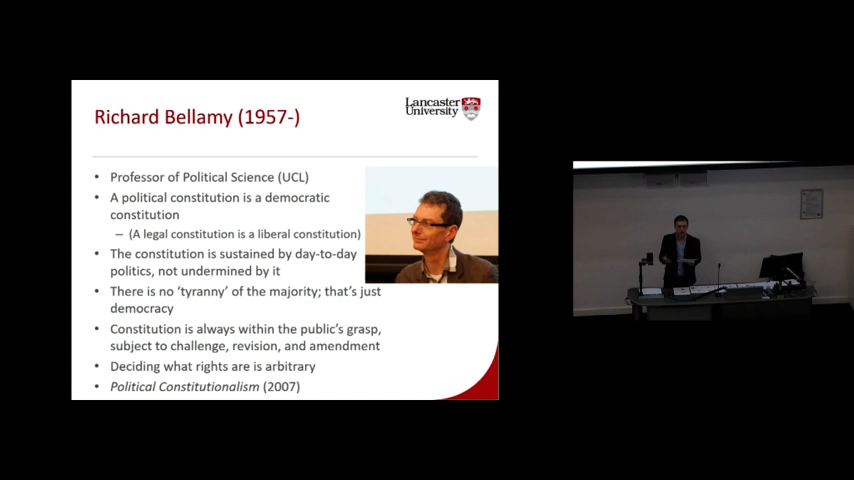 Richard Bellamy (1957-)
Lancaster
University
• Professor of Political Science (UCL)
• A political constitution is a democratic
constitution
– (A legal constitution is a liberal constitution)
• The constitution is sustained by day-to-day
politics, not undermined by it
• There is no ‘tyranny’ of the majority; that’s just
democracy
• Constitution is always within the public’s grasp,
subject to challenge, revision, and amendment
• Deciding what rights are is arbitrary
• Political Constitutionalism (2007)